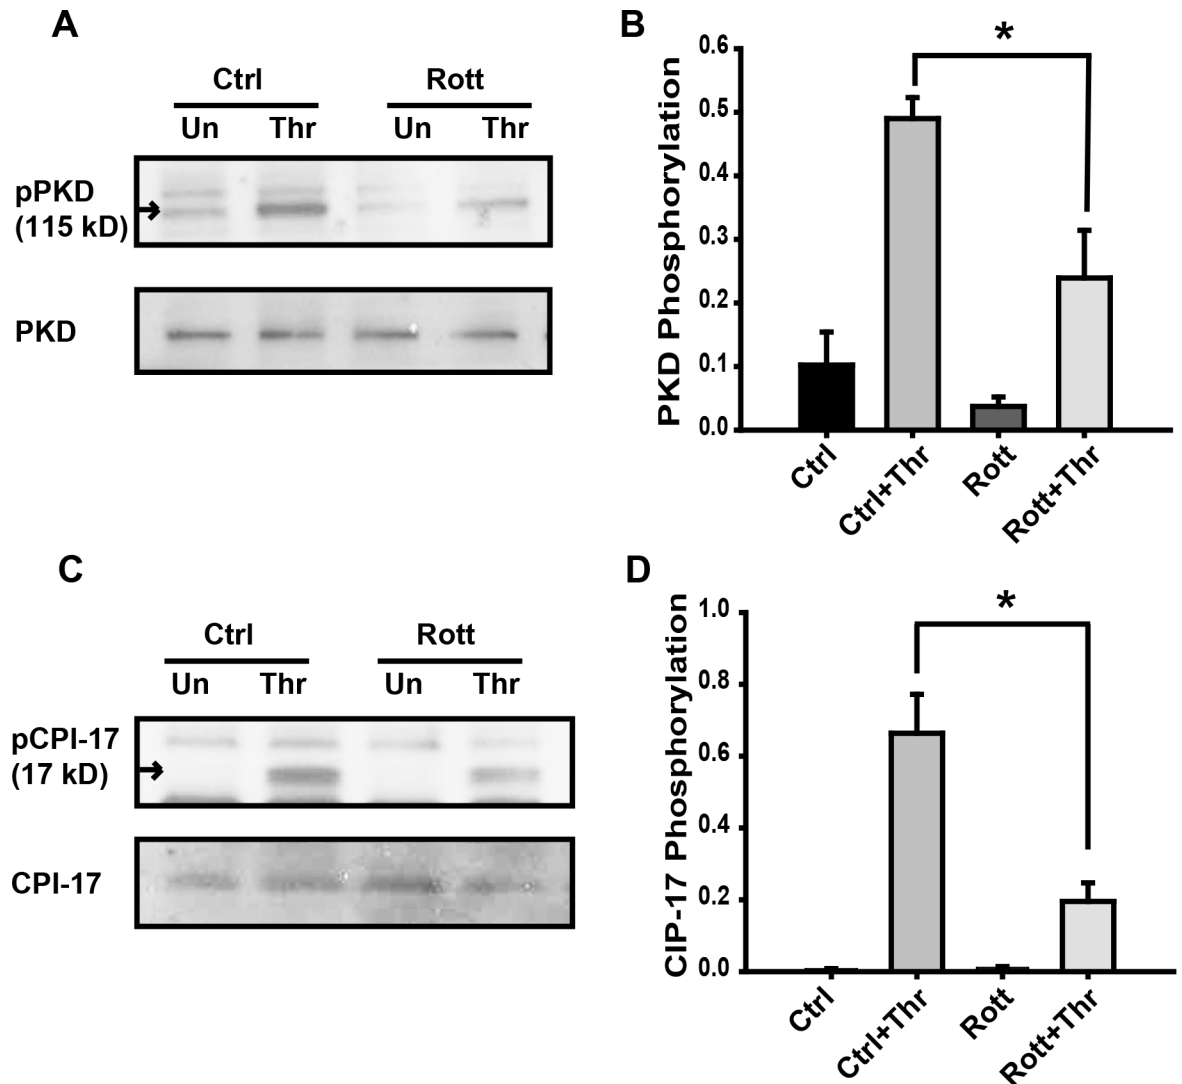 A
Ctrl Rott
Un Thr Un Thr
pPKD
(115 kD)
PKD
B
*
PKD Phosphorylation
0.6
0.5
0.4
0.3
0.2
0.1
0.0
Ctrl
Ctrl+Thr
Rott
Rott+Thr
C
Ctrl Rott
Un Thr Un Thr
pCPI-17
(17 kD)
CPI-17
D
*
CIP-17 Phosphorylation
1.0
0.8
0.6
0.4
0.2
0.0
Ctrl
Ctrl+Thr
Rott
Rott+Thr